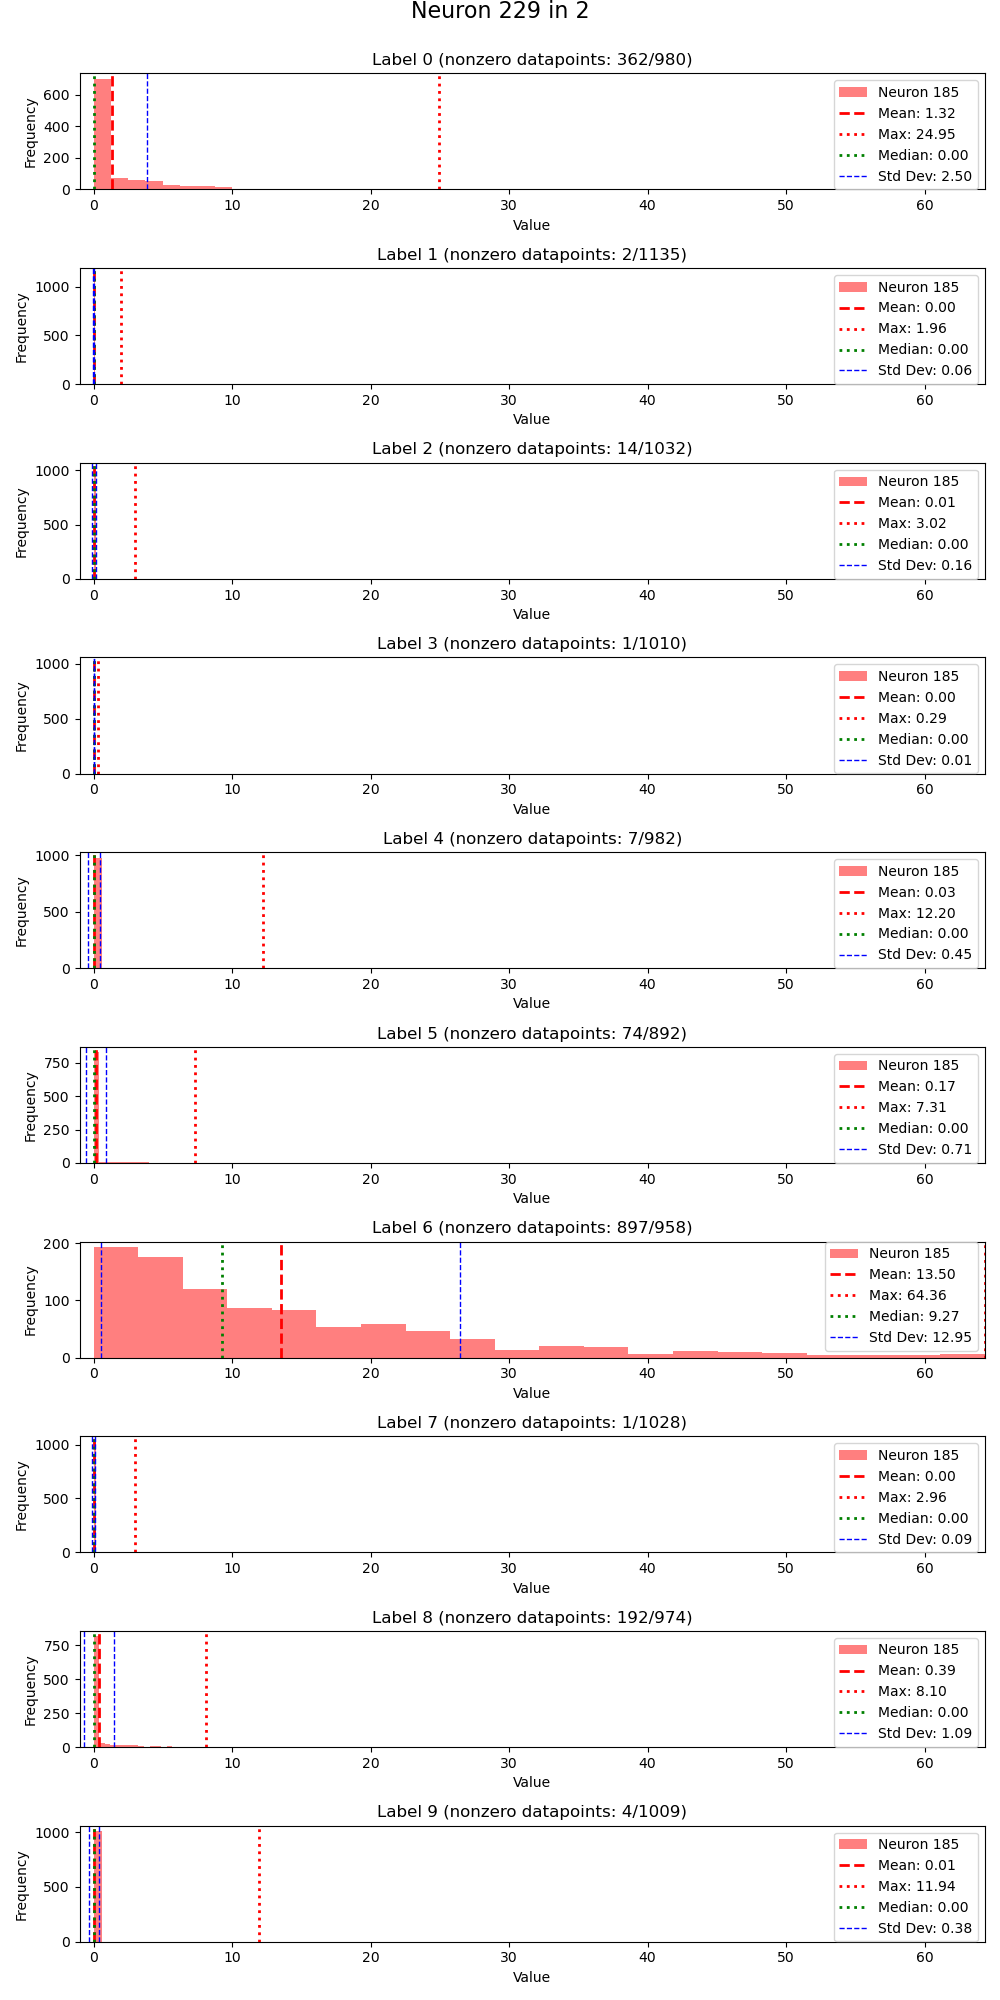 Neuron 229 in 2
Label 0 (nonzero datapoints: 362/980)
Frequency
600
400
200
0
Neuron 185
Mean: 1.32
Max: 24.95
Median: 0.00
Std Dev: 2.50
0 10 20 30 40 50 60
Value
Label 1 (nonzero datapoints: 2/1135)
Frequency
1000
500
0
Neuron 185
Mean: 0.00
Max: 1.96
Median: 0.00
Std Dev: 0.06
0 10 20 30 40 50 60
Value
Label 2 (nonzero datapoints: 14/1032)
Frequency
1000
500
0
Neuron 185
Mean: 0.01
Max: 3.02
Median: 0.00
Std Dev: 0.16
0 10 20 30 40 50 60
Value
Label 3 (nonzero datapoints: 1/1010)
Frequency
1000
500
0
Neuron 185
Mean: 0.00
Max: 0.29
Median: 0.00
Std Dev: 0.01
0 10 20 30 40 50 60
Value
Label 4 (nonzero datapoints: 7/982)
Frequency
1000
500
0
Neuron 185
Mean: 0.03
Max: 12.20
Median: 0.00
Std Dev: 0.45
0 10 20 30 40 50 60
Value
Label 5 (nonzero datapoints: 74/892)
Frequency
750
500
250
0
Neuron 185
Mean: 0.17
Max: 7.31
Median: 0.00
Std Dev: 0.71
0 10 20 30 40 50 60
Value
Label 6 (nonzero datapoints: 897/958)
Frequency
200
100
0
Neuron 185
Mean: 13.50
Max: 64.36
Median: 9.27
Std Dev: 12.95
0 10 20 30 40 50 60
Value
Label 7 (nonzero datapoints: 1/1028)
Frequency
1000
500
0
Neuron 185
Mean: 0.00
Max: 2.96
Median: 0.00
Std Dev: 0.09
0 10 20 30 40 50 60
Value
Label 8 (nonzero datapoints: 192/974)
Frequency
750
500
250
0
Neuron 185
Mean: 0.39
Max: 8.10
Median: 0.00
Std Dev: 1.09
0 10 20 30 40 50 60
Value
Label 9 (nonzero datapoints: 4/1009)
Frequency
1000
500
0
Neuron 185
Mean: 0.01
Max: 11.94
Median: 0.00
Std Dev: 0.38
0 10 20 30 40 50 60
Value